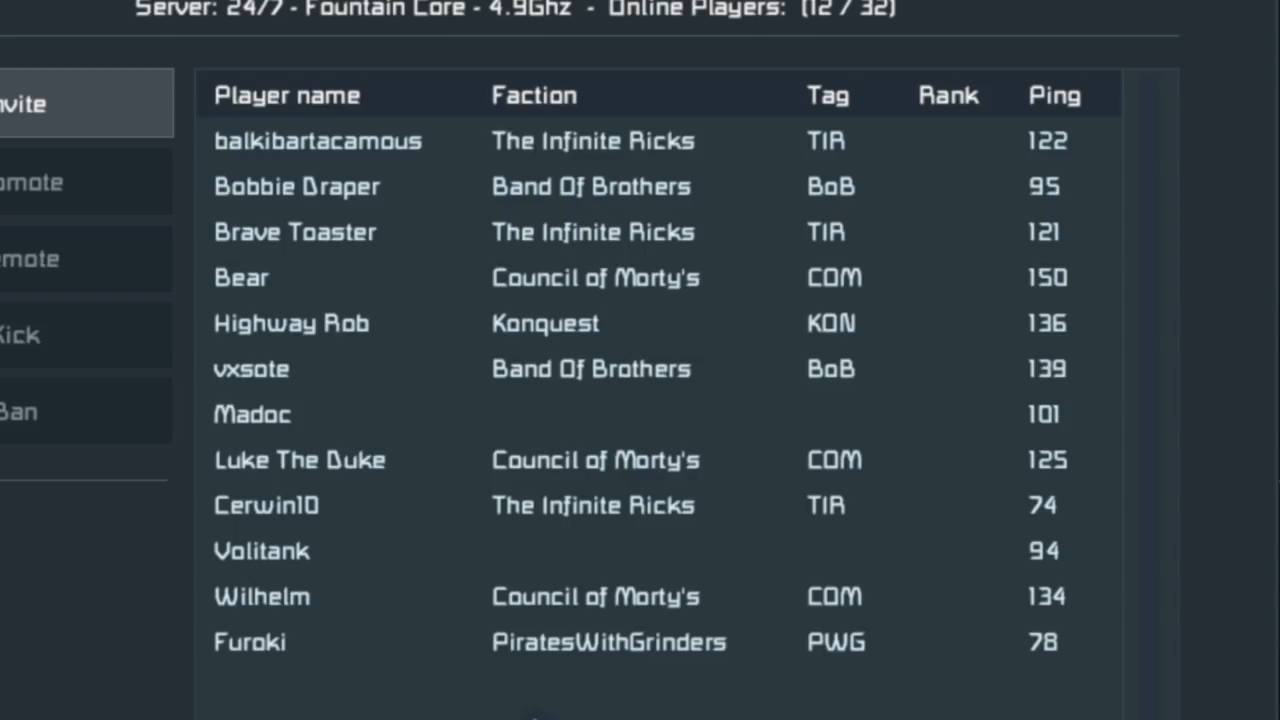 Server: 24/7 - Fountain Core - 4.9Ghz - Online Players: (12 / 32)
nvite
omote
emote
Kick
Ban
Player name Faction Tag Rank Ping
balkibartacamous The Infinite Ricks TIR 122
Bobbie Draper Band Of Brothers BoB 95
Brave Toaster The Infinite Ricks TIR 121
Bear Council of Morty's COM 150
Highway Rob Konquest KON 136
vxsote Band Of Brothers BoB 139
Madoc 101
Luke The Duke Council of Morty's COM 125
Cerwin10 The Infinite Ricks TIR 74
Volitank 94
Wilhelm Council of Morty's COM 134
Furoki PiratesWithGrinders PWG 78